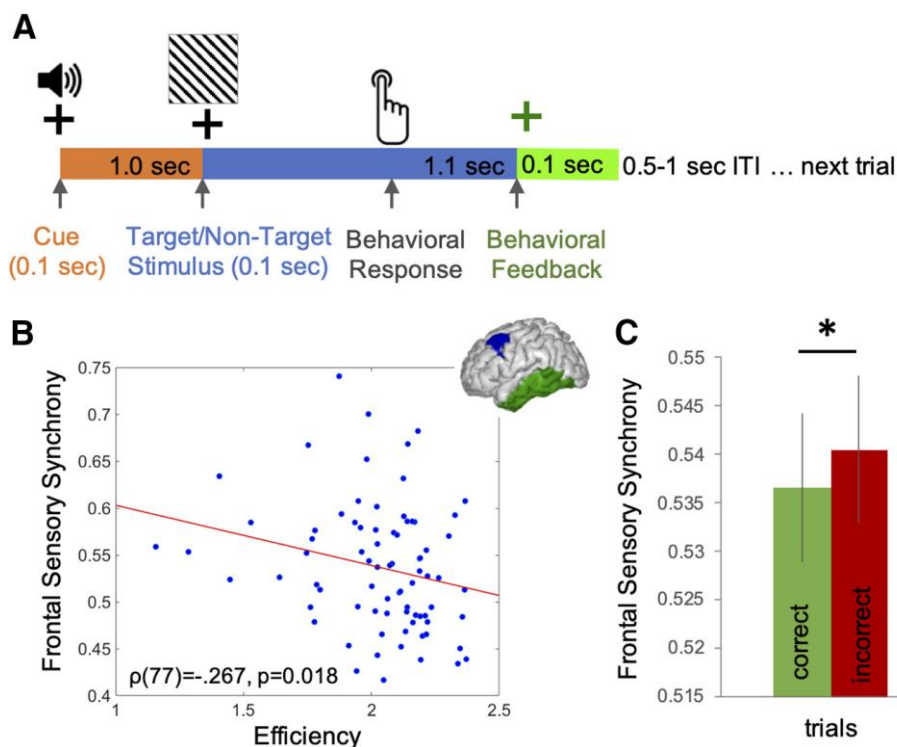 A
1.0 sec
1.1 sec
0.1 sec
0.5-1 sec ITI … next trial
Cue
(0.1 sec)
Target/Non-Target
Stimulus (0.1 sec)
Behavioral
Response
Behavioral
Feedback
B
Frontal Sensory Synchrony
0.75
0.7
0.65
0.6
0.55
0.5
0.45
0.4
ρ(77)=-.267, p=0.018
1
1.5
2
2.5
Efficiency
C
*
Frontal Sensory Synchrony
0.55
0.545
0.54
0.535
0.53
0.525
0.52
0.515
correct
incorrect
trials